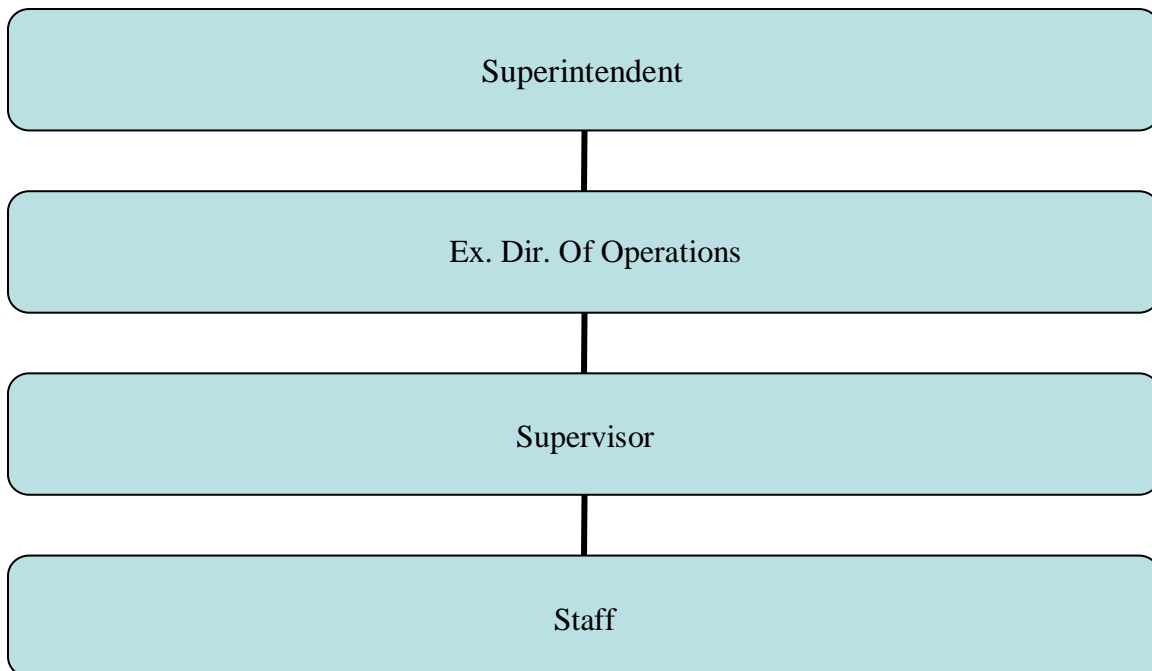 Superintendent
Ex. Dir. Of Operations
Supervisor
Staff